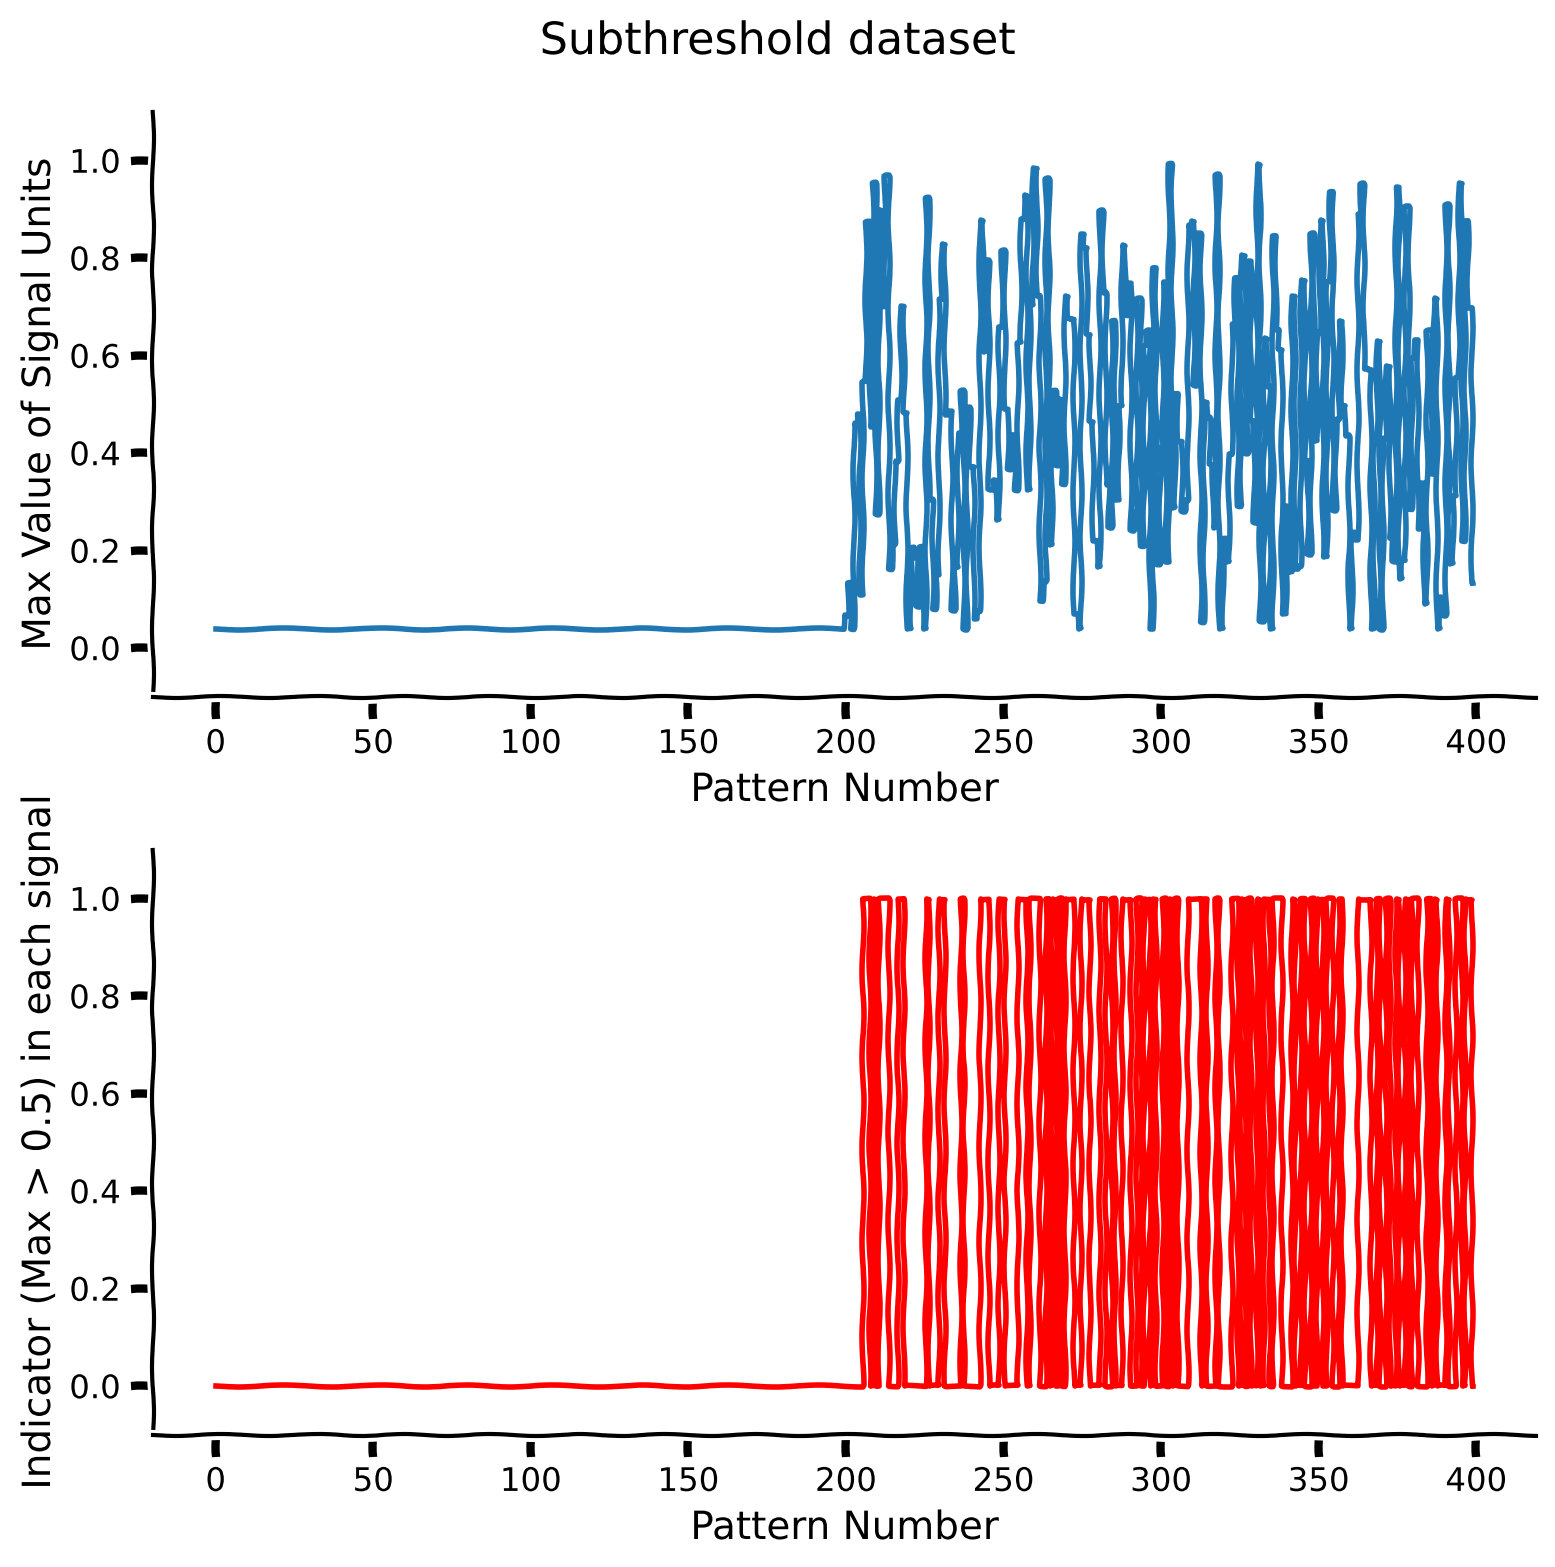 Subthreshold dataset
Max Value of Signal Units
1.0
0.8
0.6
0.4
0.2
0.0
0 50 100 150 200 250 300 350 400
Pattern Number
Indicator (Max > 0.5) in each signal
1.0
0.8
0.6
0.4
0.2
0.0
0 50 100 150 200 250 300 350 400
Pattern Number